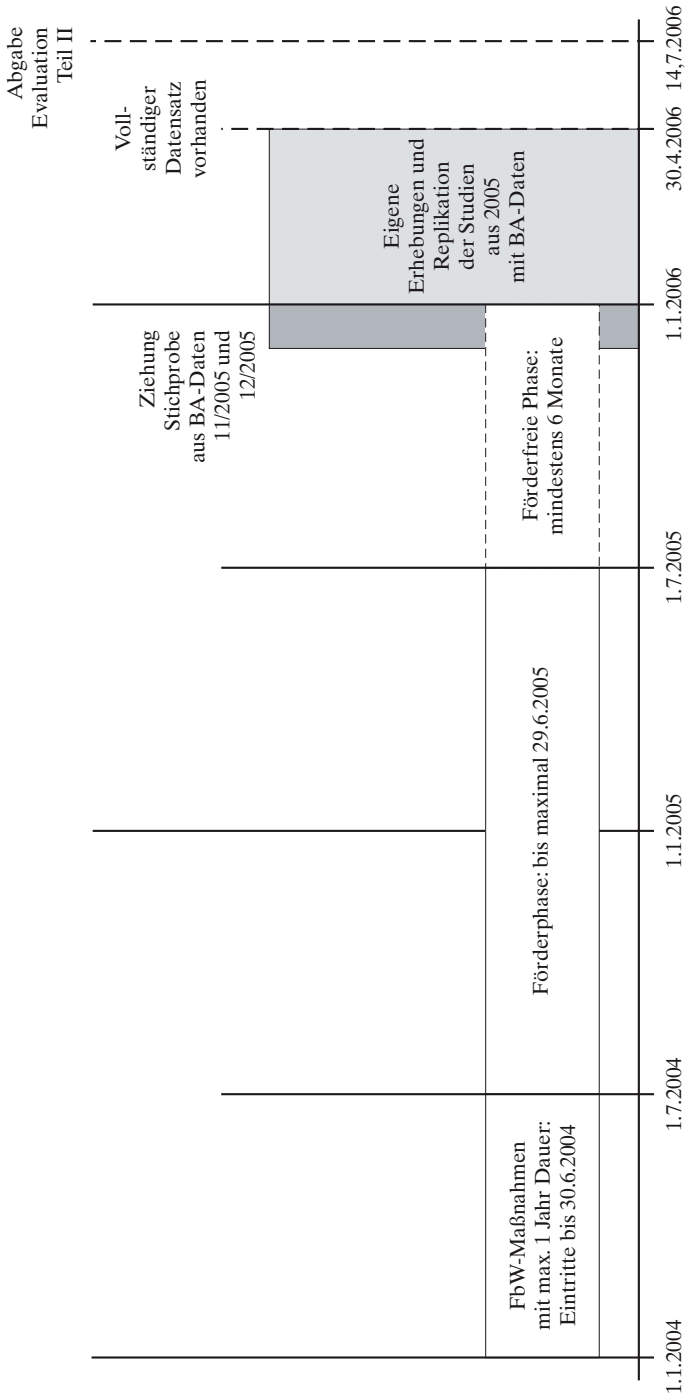 Abgabe
Evaluation
Teil II
Voll-
ständiger
Datensatz
vorhanden
Ziehung
Stichprobe
aus BA-Daten
11/2005 und
12/2005
Eigene
Erhebungen und
Replikation
der Studien
aus 2005
mit BA-Daten
FbW-Maßnahmen
mit max. 1 Jahr Dauer:
Eintritte bis 30.6.2004
Förderphase: bis maximal 29.6.2005
Förderfreie Phase:
mindestens 6 Monate
1.1.2004
1.7.2004
1.1.2005
1.7.2005
1.1.2006
30.4.2006
14,7.2006